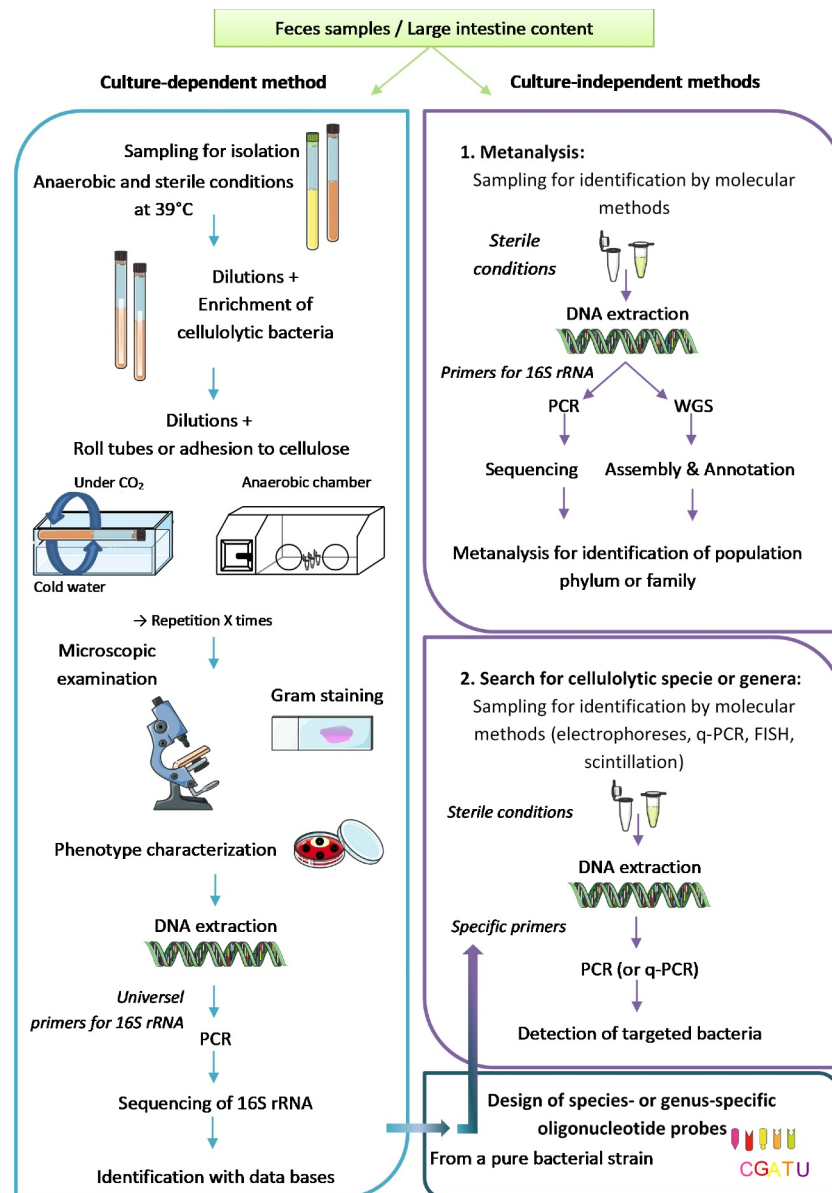 Feces samples / Large intestine content
Culture-dependent method
Sampling for isolation
Anaerobic and sterile conditions
at 39°C
Dilutions +
Enrichment of
cellulolytic bacteria
Dilutions +
Roll tubes or adhesion to cellulose
Under CO₂
Anaerobic chamber
Cold water
→ Repetition X times
Microscopic
examination
Gram staining
Phenotype characterization
DNA extraction
Universel
primers for 16S rRNA
PCR
Sequencing of 16S rRNA
Identification with data bases
Culture-independent methods
1. Metanalysis:
Sampling for identification by molecular
methods
Sterile
conditions
DNA extraction
Primers for 16S rRNA
PCR
WGS
Sequencing
Assembly & Annotation
Metanalysis for identification of population
phylum or family
2. Search for cellulolytic specie or genera:
Sampling for identification by molecular
methods (electrophoreses, q-PCR, FISH,
scintillation)
Sterile conditions
DNA extraction
Specific primers
PCR (or q-PCR)
Detection of targeted bacteria
Design of species- or genus-specific
oligonucleotide probes
From a pure bacterial strain
CGATU